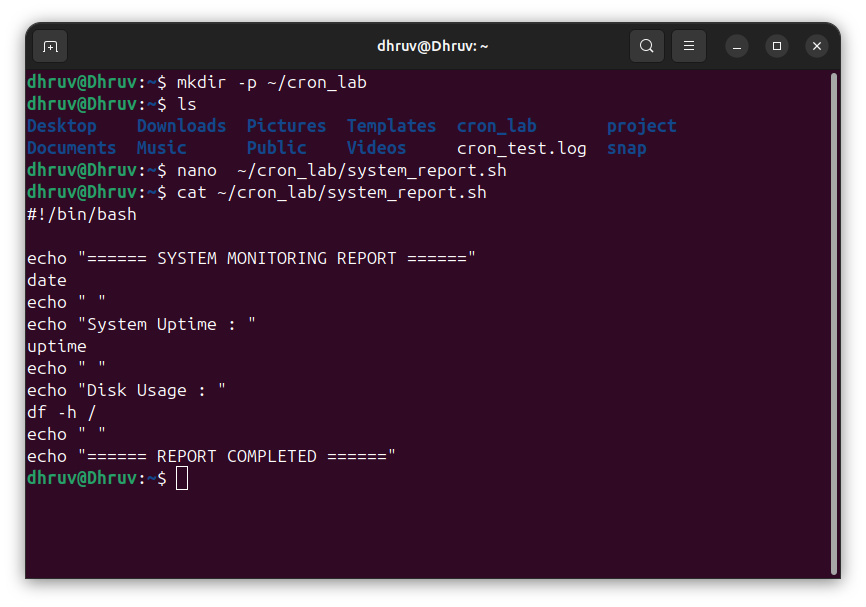 dhruv@Dhruv: ~
dhruv@Dhruv:~$ mkdir -p ~/cron_lab
dhruv@Dhruv:~$ ls
Desktop    Downloads  Pictures  Templates  cron_lab       project
Documents  Music      Public    Videos     cron_test.log  snap
dhruv@Dhruv:~$ nano  ~/cron_lab/system_report.sh
dhruv@Dhruv:~$ cat ~/cron_lab/system_report.sh
#!/bin/bash

echo "====== SYSTEM MONITORING REPORT ======"
date
echo " "
echo "System Uptime : "
uptime
echo " "
echo "Disk Usage : "
df -h /
echo " "
echo "====== REPORT COMPLETED ======"
dhruv@Dhruv:~$